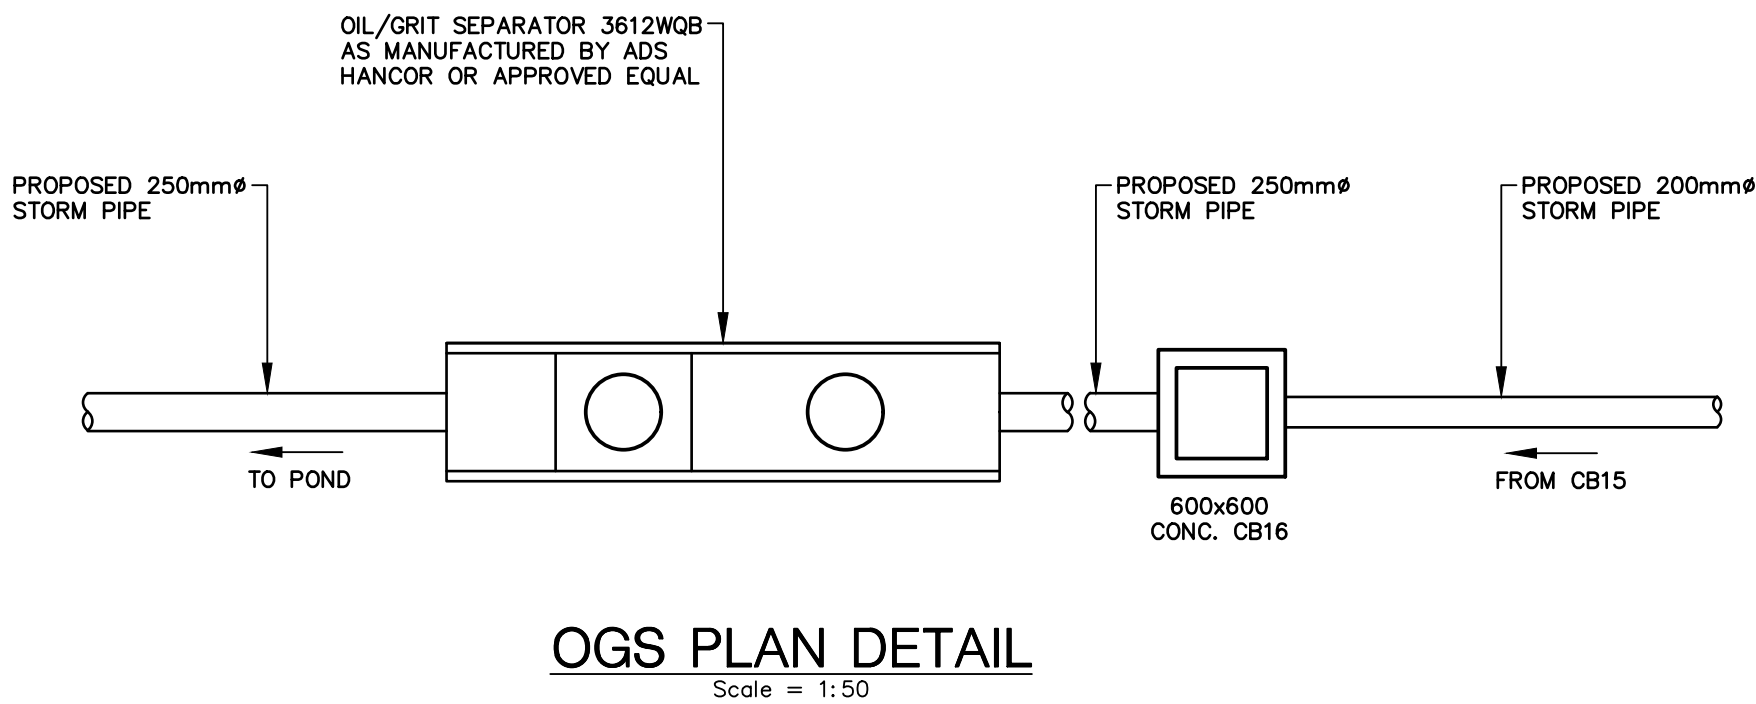 OIL/GRIT SEPARATOR 3612WQB
AS MANUFACTURED BY ADS
HANCOR OR APPROVED EQUAL
PROPOSED 250mmø
STORM PIPE
PROPOSED 250mmø
STORM PIPE
PROPOSED 200mmø
STORM PIPE
TO POND
FROM CB15
600x600
CONC. CB16
OGS PLAN DETAIL
Scale = 1:50